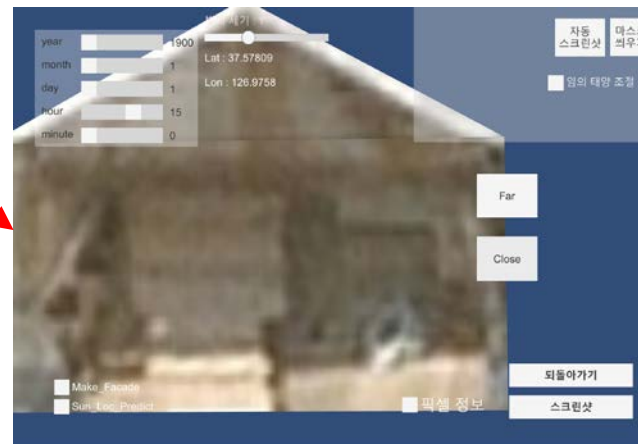 year 1900
month 1
day 1
hour 15
minute 0
Lat : 37.57809
Lon : 126.9758
자동
스크린샷
임의 태양 조절
Far
Close
Make_Facade
Sun_Loc_Predict
픽셀 정보
되돌아가기
스크린샷